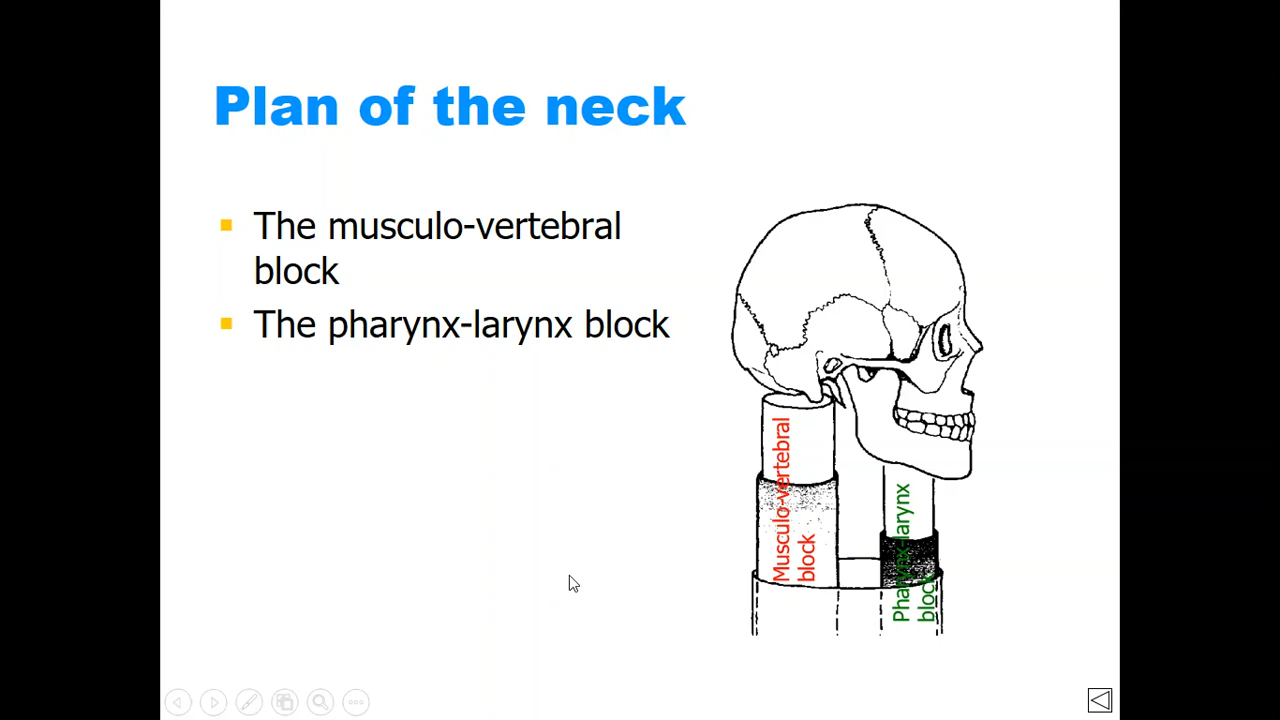 Plan of the neck
The musculo-vertebral
block
The pharynx-larynx block
Musculo-vertebral
block
Pharynx-larynx
block